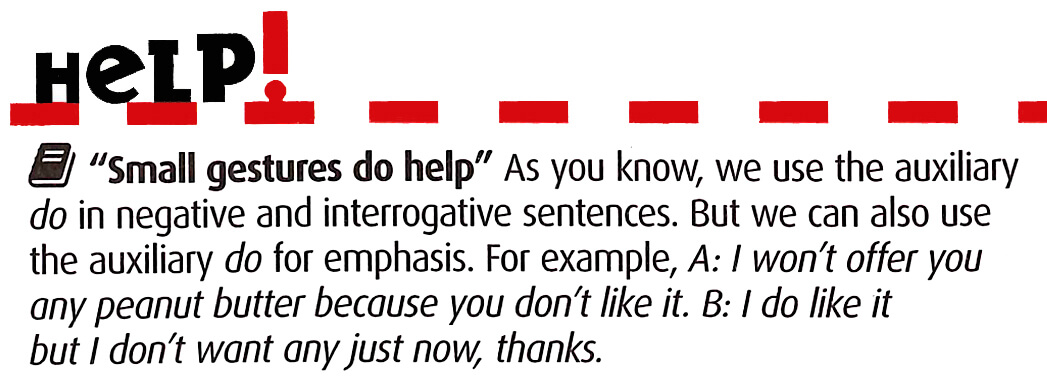 HeLP!
"Small gestures do help" As you know, we use the auxiliary
do in negative and interrogative sentences. But we can also use
the auxiliary do for emphasis. For example, A: I won't offer you
any peanut butter because you don't like it. B: I do like it
but I don't want any just now, thanks.